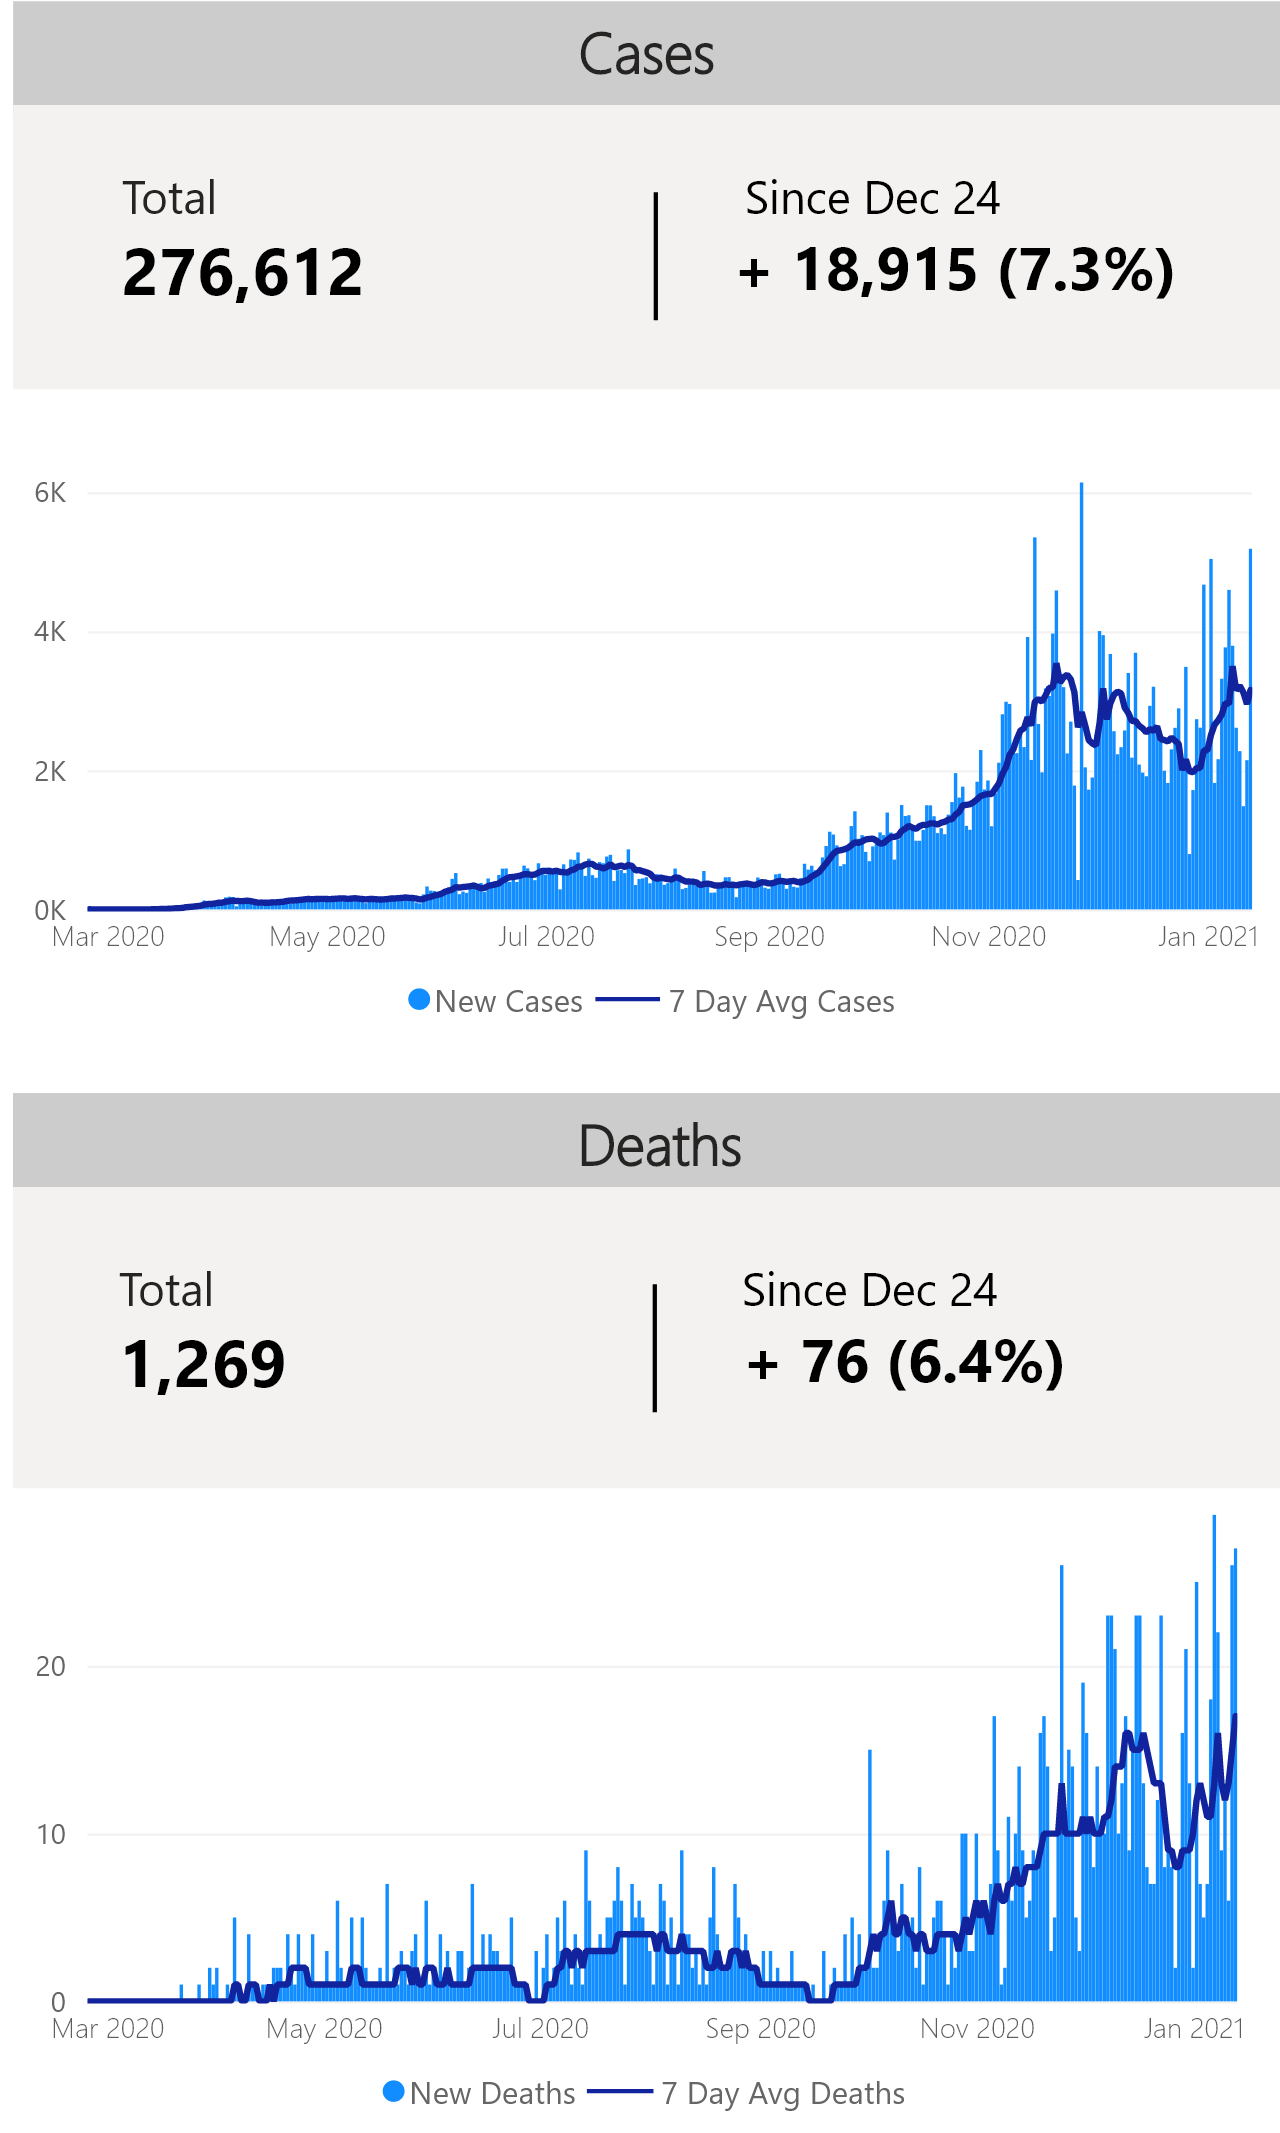 Cases
Total
Since Dec 24
276,612
+ 18,915 (7.3%)
6K
4K
2K
0K
Mar 2020 May 2020 Jul 2020 Sep 2020 Nov 2020 Jan 2021
New Cases 7 Day Avg Cases
Deaths
Total
Since Dec 24
1,269
+ 76 (6.4%)
20
10
0
Mar 2020 May 2020 Jul 2020 Sep 2020 Nov 2020 Jan 2021
New Deaths 7 Day Avg Deaths